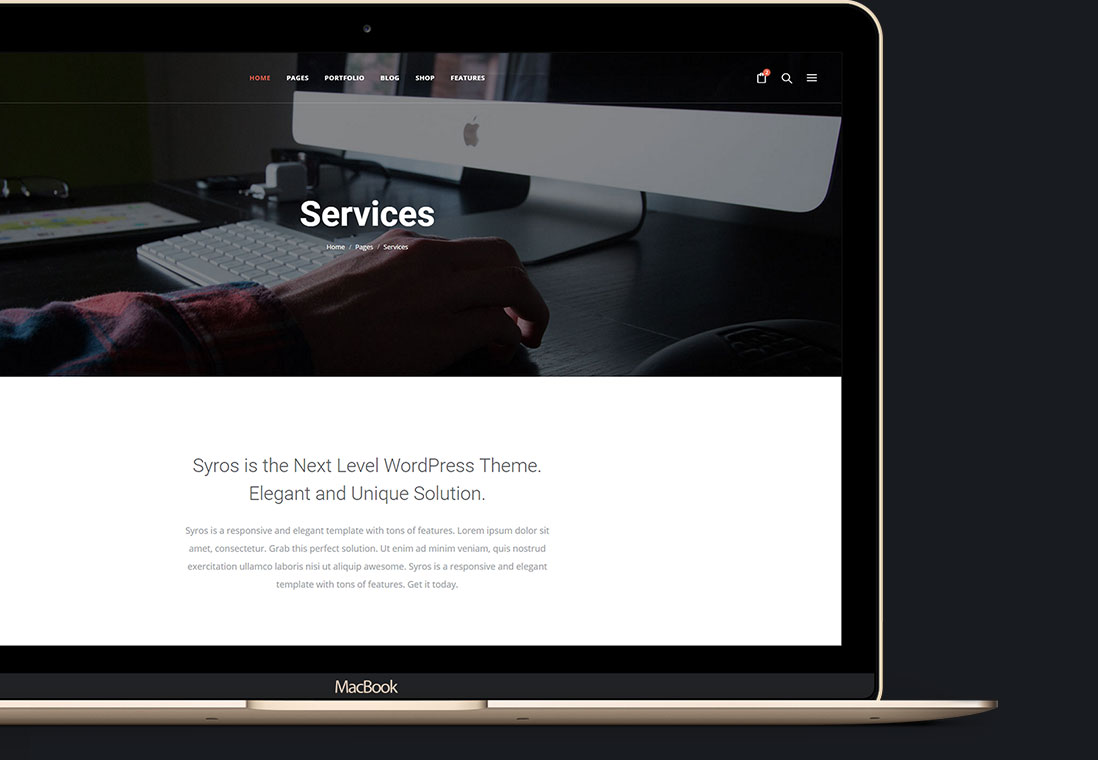 HOME PAGES PORTFOLIO BLOG SHOP FEATURES
Services
Home / Pages / Services
Syros is the Next Level WordPress Theme.
Elegant and Unique Solution.
Syros is a responsive and elegant template with tons of features. Lorem ipsum dolor sit
amet, consectetur. Grab this perfect solution. Ut enim ad minim veniam, quis nostrud
exercitation ullamco laboris nisi ut aliquip awesome. Syros is a responsive and elegant
template with tons of features. Get it today.
MacBook